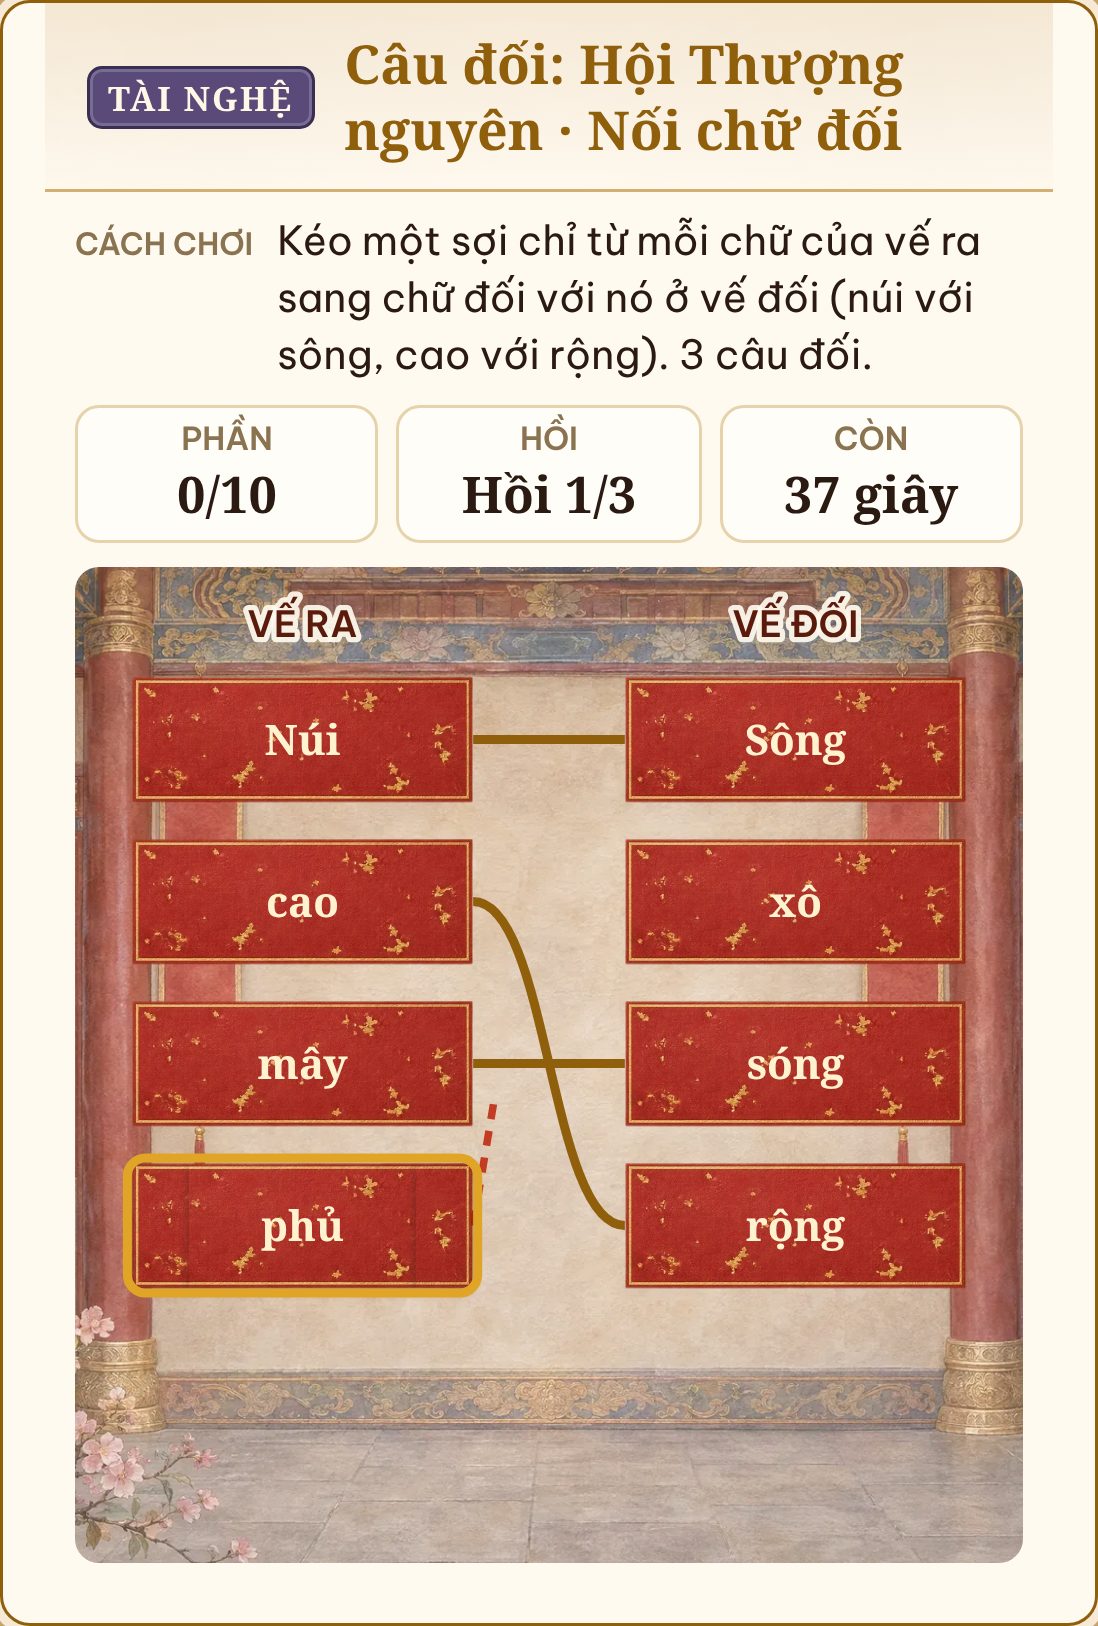 TÀI NGHỆ
Câu đối: Hội Thượng
nguyên · Nối chữ đối
CÁCH CHƠI
Kéo một sợi chỉ từ mỗi chữ của vế ra
sang chữ đối với nó ở vế đối (núi với
sông, cao với rộng). 3 câu đối.
PHẦN
0/10
HỒI
Hồi 1/3
CÒN
37 giây
VẾ RA
VẾ ĐỐI
Núi
Sông
cao
xô
mây
sóng
phủ
rộng